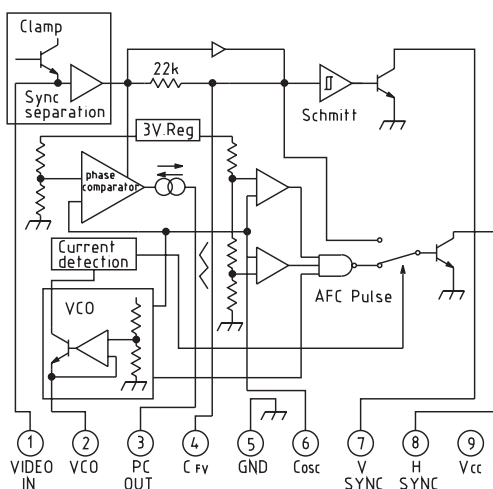 Clamp
Sync
separation
22k
Schmitt
3V.Reg
phase
comparator
Current
detection
VCO
AFC Pulse
1 2 3 4 5 6 7 8 9
VIDEO
IN
VCO
PC
OUT
CFV
GND
COSC
V
SYNC
H
SYNC
VCC